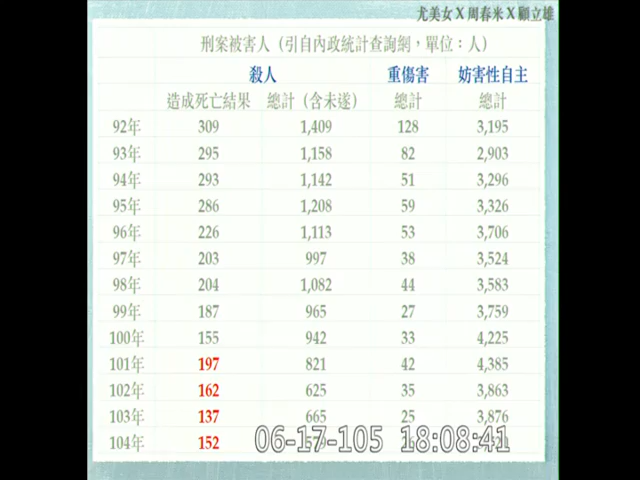 尤美女 X 周春米 X 顧立雄
刑案被害人（引自內政統計查詢網，單位：人）
殺人 重傷害 妨害性自主
造成死亡結果 總計（含未遂） 總計 總計
92年 309 1,409 128 3,195
93年 295 1,158 82 2,903
94年 293 1,142 51 3,296
95年 286 1,208 59 3,326
96年 226 1,113 53 3,706
97年 203 997 38 3,524
98年 204 1,082 44 3,583
99年 187 965 27 3,759
100年 155 942 33 4,225
101年 197 821 42 4,385
102年 162 625 35 3,863
103年 137 665 25 3,876
104年 152
06-17-105 18:08:41